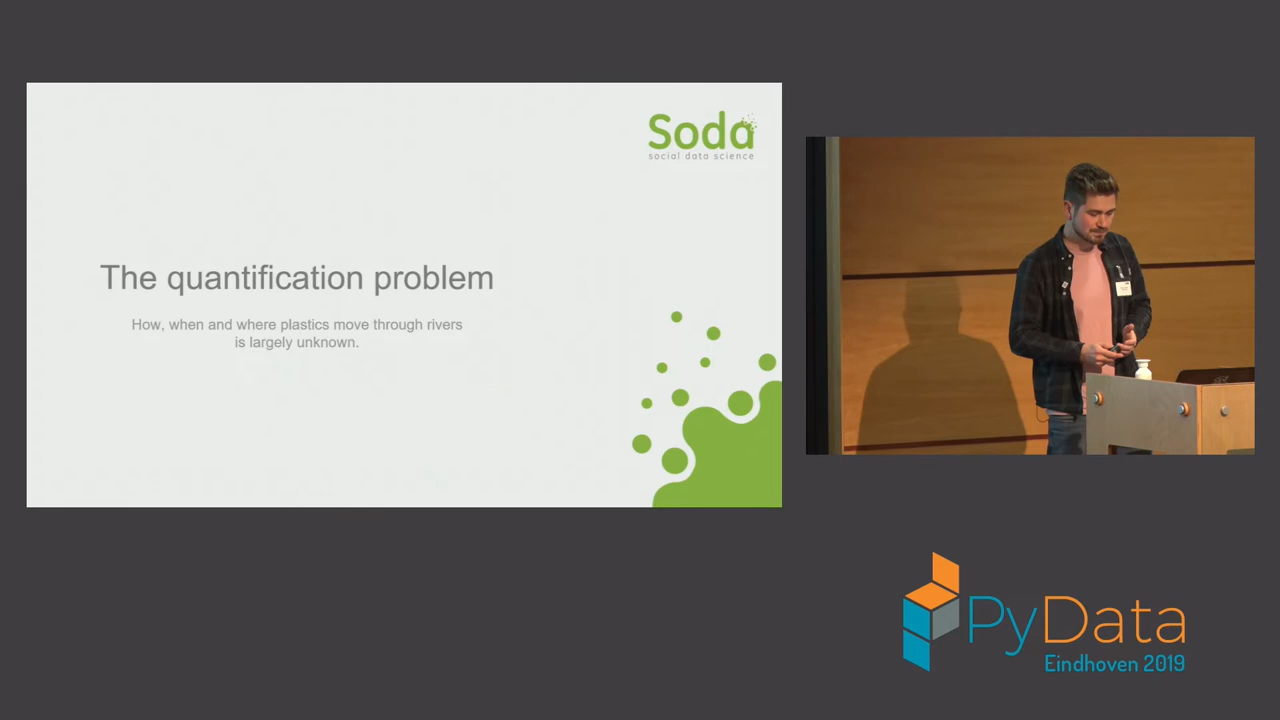 Soda
social data science
The quantification problem
How, when and where plastics move through rivers
is largely unknown.
PyData
Eindhoven 2019